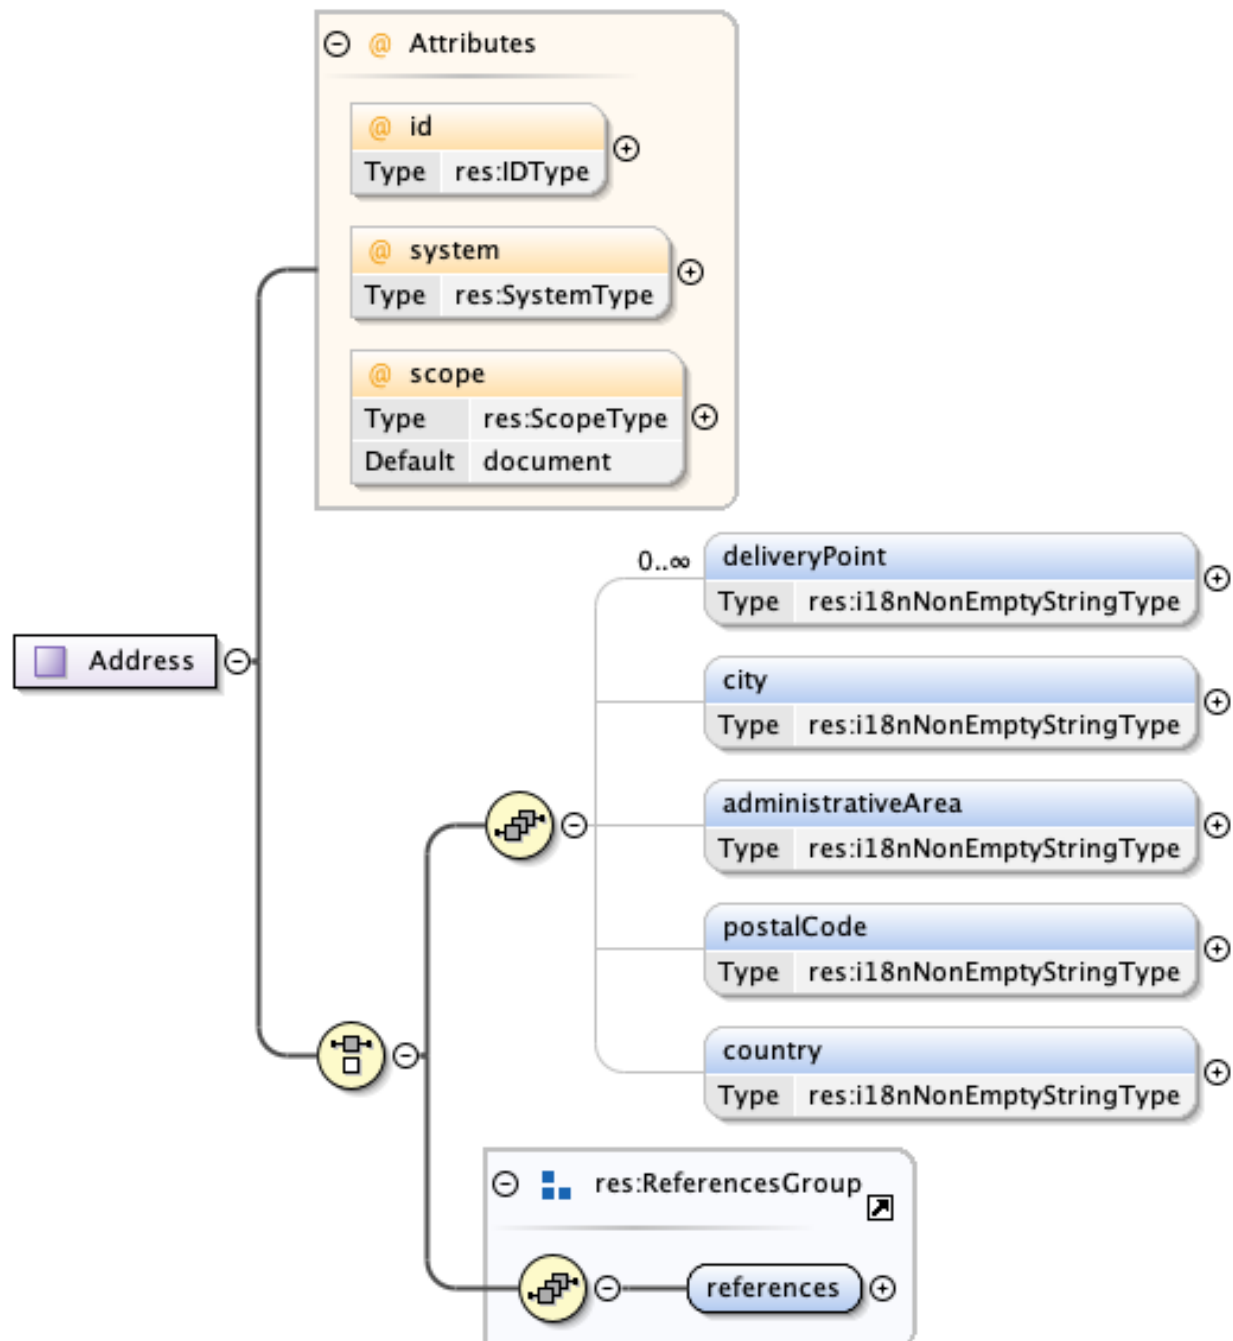 @ Attributes
@ id
Type res:IDType
@ system
Type res:SystemType
@ scope
Type res:ScopeType
Default document
Address
0..∞
deliveryPoint
Type res:i18nNonEmptyStringType
city
Type res:i18nNonEmptyStringType
administrativeArea
Type res:i18nNonEmptyStringType
postalCode
Type res:i18nNonEmptyStringType
country
Type res:i18nNonEmptyStringType
res:ReferencesGroup
references